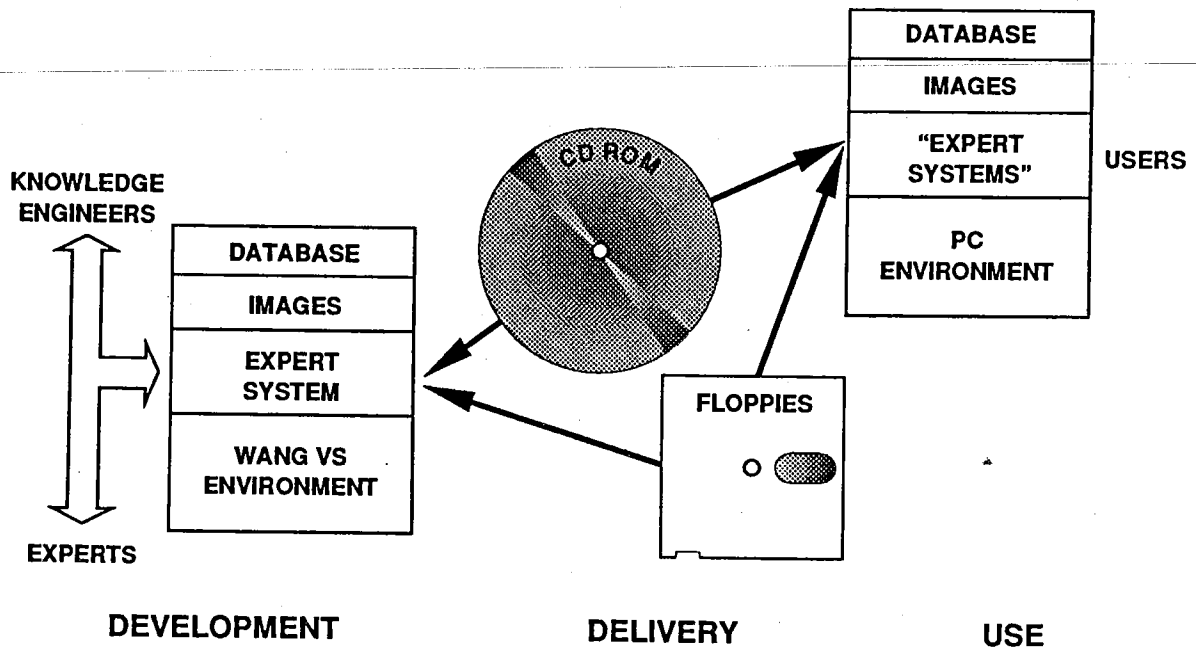 KNOWLEDGE
ENGINEERS
EXPERTS
DATABASE
IMAGES
EXPERT
SYSTEM
WANG VS
ENVIRONMENT
DEVELOPMENT
CD ROM
FLOPPIES
DELIVERY
DATABASE
IMAGES
“EXPERT
SYSTEMS”
PC
ENVIRONMENT
USERS
USE